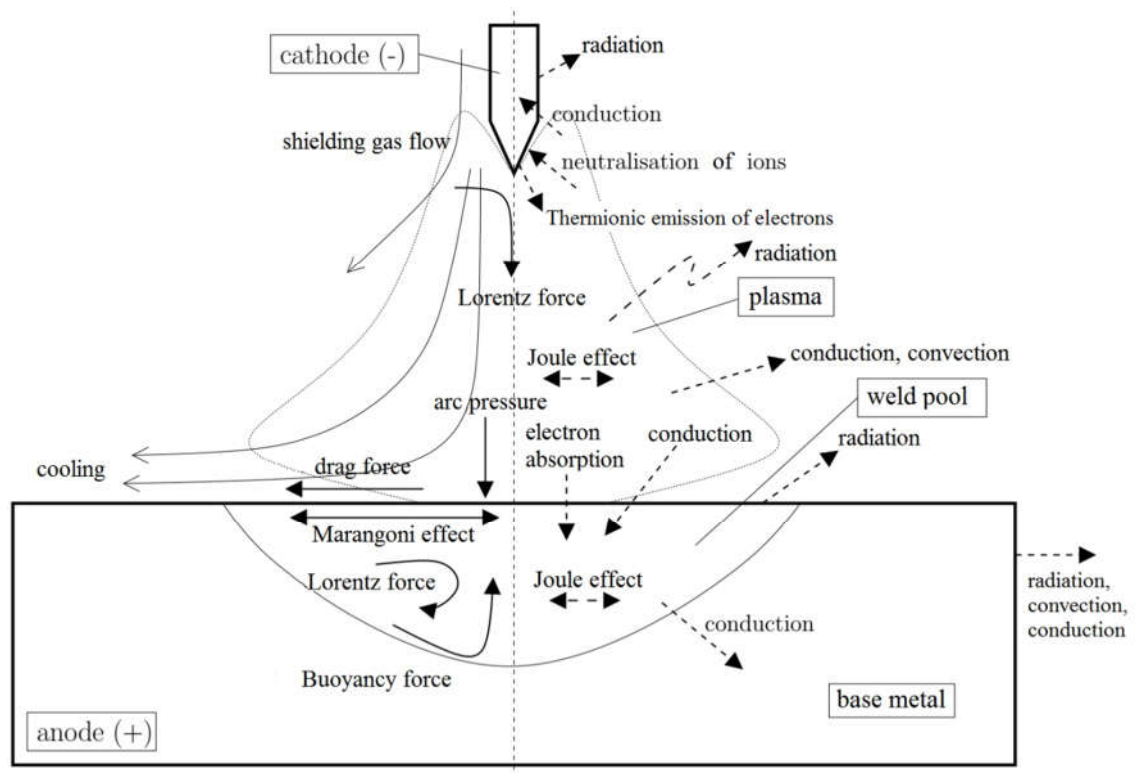 cathode (-)
radiation
conduction
shielding gas flow
neutralisation of ions
Thermionic emission of electrons
radiation
Lorentz force
plasma
Joule effect
conduction, convection
arc pressure
weld pool
electron
absorption
conduction
radiation
cooling
drag force
Marangoni effect
Lorentz force
Joule effect
radiation,
convection,
conduction
conduction
Buoyancy force
base metal
anode (+)